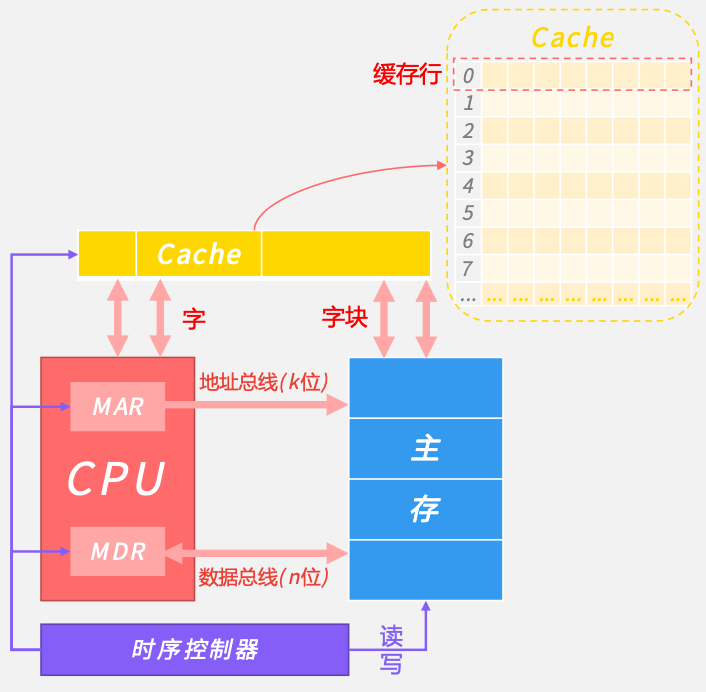 Cache
缓存行
0
1
2
3
4
5
6
7
... ... ... ... ... ... ... ... ...
Cache
字
字块
地址总线(k位)
MAR
CPU
主
存
MDR
数据总线(n位)
时序控制器
读
写